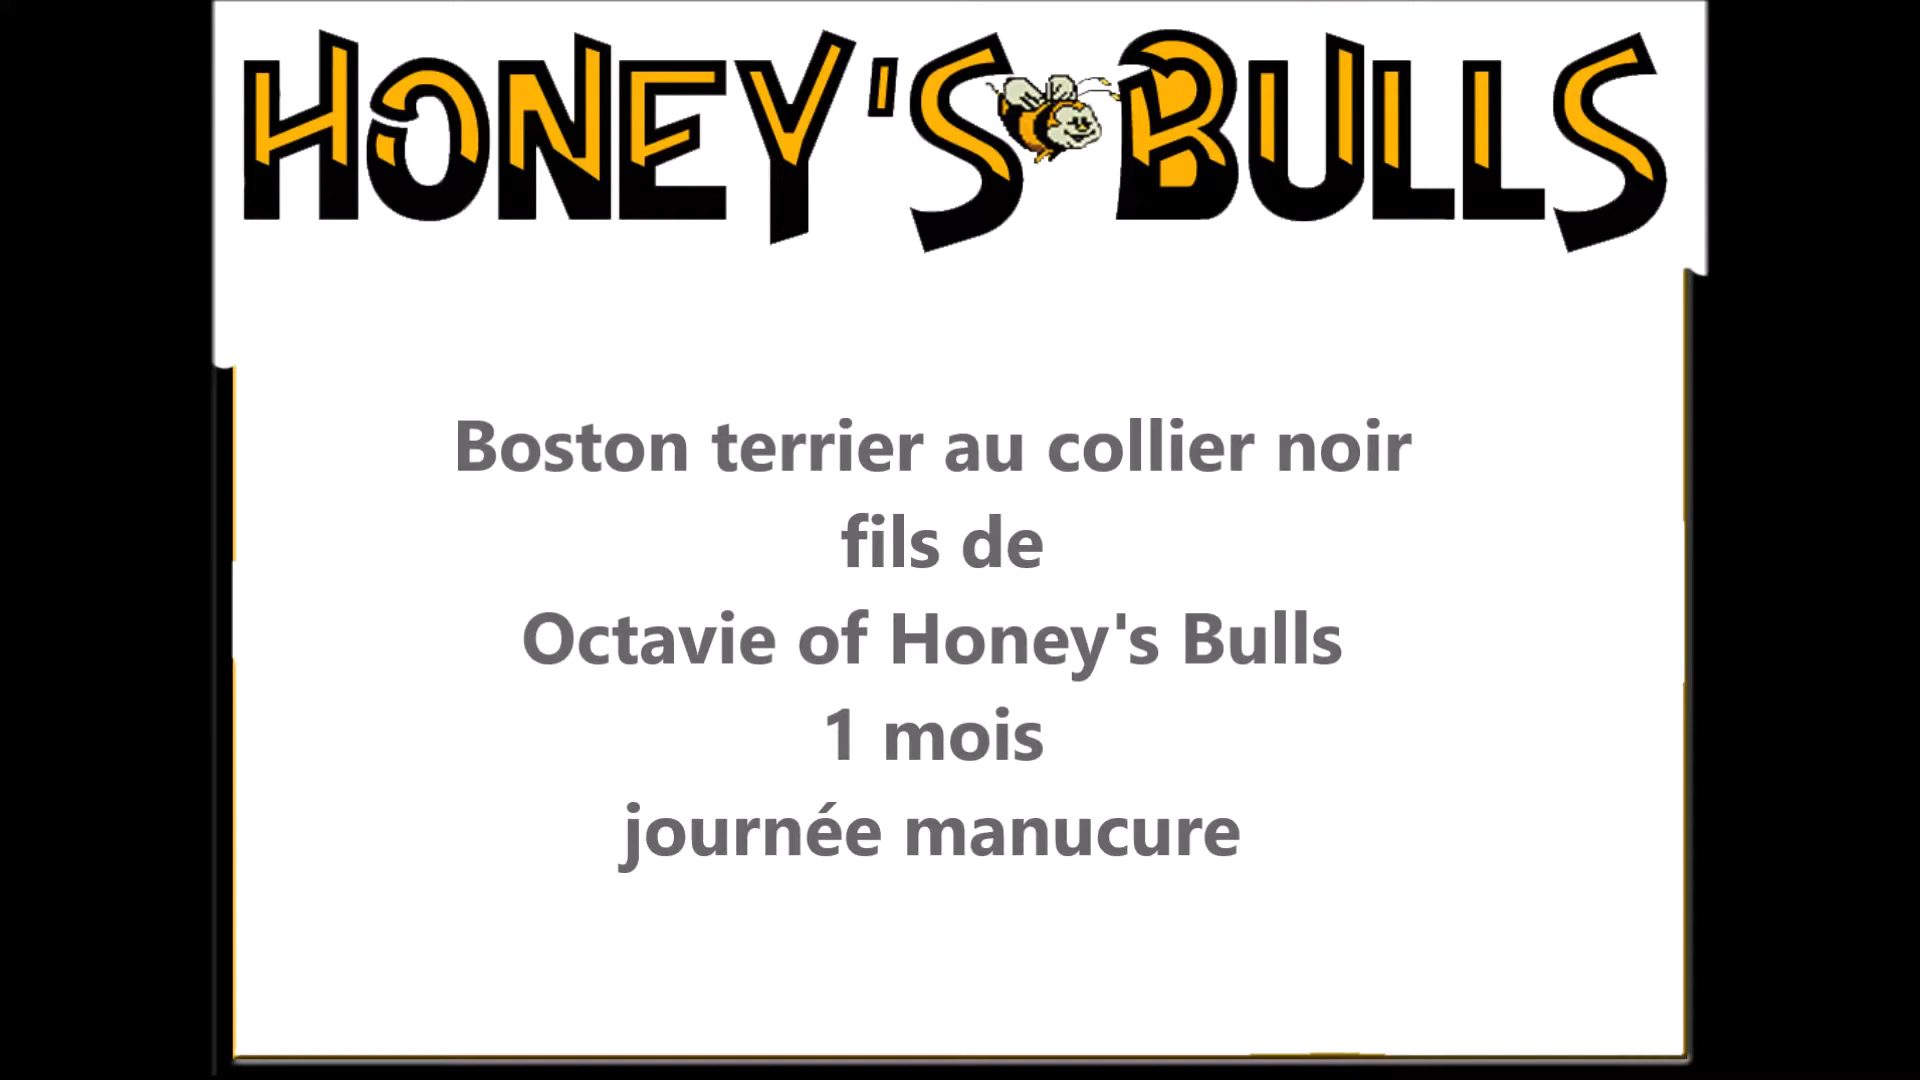 HONEY'S BULLS
Boston terrier au collier noir
fils de
Octavie of Honey's Bulls
1 mois
journée manucure